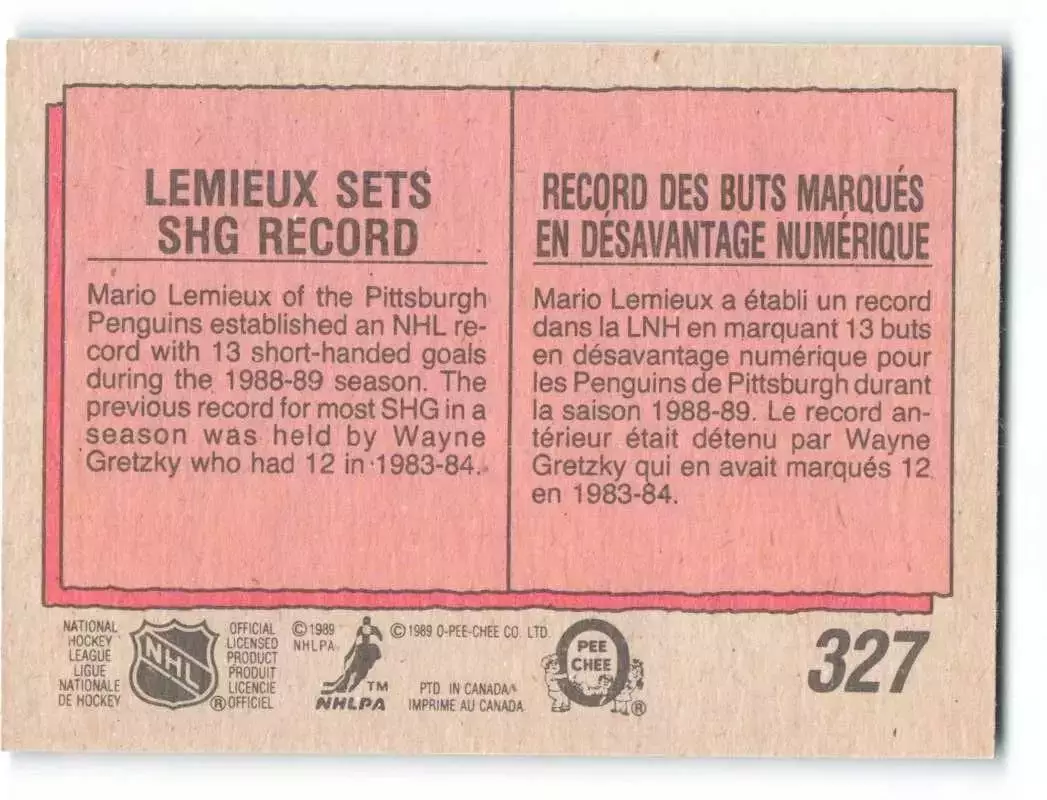 LEMIEUX SETS
SHG RECORD
Mario Lemieux of the Pittsburgh
Penguins established an NHL re-
cord with 13 short-handed goals
during the 1988-89 season. The
previous record for most SHG in a
season was held by Wayne
Gretzky who had 12 in 1983-84.
RECORD DES BUTS MARQUÉS
EN DÉSAVANTAGE NUMÉRIQUE
Mario Lemieux a établi un record
dans la LNH en marquant 13 buts
en désavantage numérique pour
les Penguins de Pittsburgh durant
la saison 1988-89. Le record an-
térieur était détenu par Wayne
Gretzky qui en avait marqués 12
en 1983-84.
NATIONAL
HOCKEY
LEAGUE
LIGUE
NATIONALE
DE HOCKEY
NHL
®
OFFICIAL
LICENSED
PRODUCT
PRODUIT
LICENCIE
OFFICIEL
© 1989
NHLPA
TM
NHLPA
© 1989 O-PEE-CHEE CO. LTD.
PTD. IN CANADA
IMPRIME AU CANADA
O
PEE
CHEE
®
327